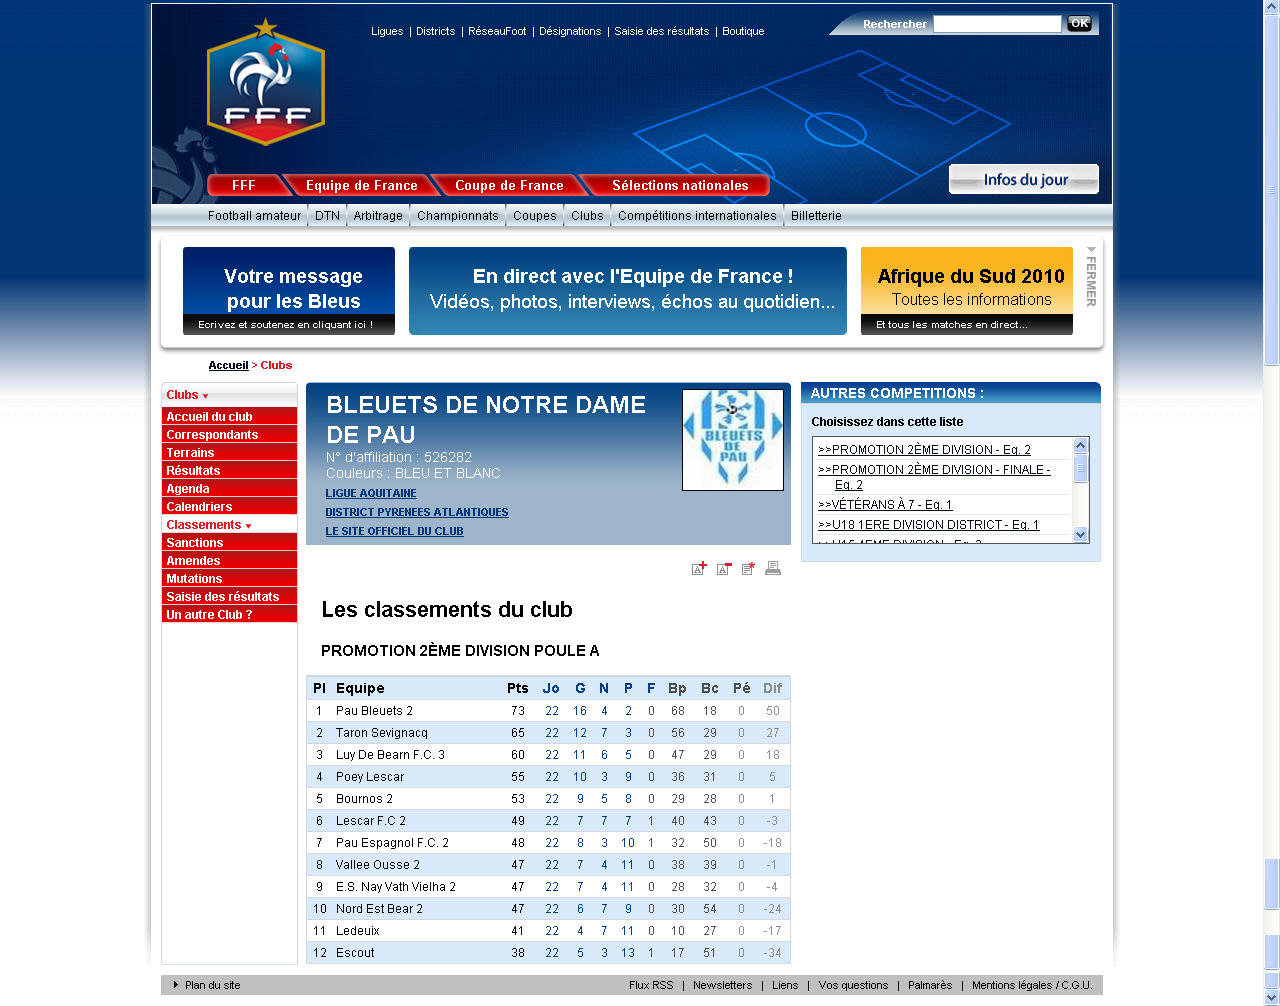 Rechercher OK
Ligues | Districts | RéseauFoot | Désignations | Saisie des résultats | Boutique
FFF
FFF Equipe de France Coupe de France Sélections nationales
Infos du jour
Football amateur DTN Arbitrage Championnats Coupes Clubs Compétitions internationales Billetterie
Votre message
pour les Bleus
Ecrivez et soutenez en cliquant ici !
En direct avec l'Equipe de France !
Vidéos, photos, interviews, échos au quotidien...
Afrique du Sud 2010
Toutes les informations
Et tous les matches en direct...
FERMER
Accueil > Clubs
Clubs
Accueil du club
Correspondants
Terrains
Résultats
Agenda
Calendriers
Classements
Sanctions
Amendes
Mutations
Saisie des résultats
Un autre Club ?
BLEUETS DE NOTRE DAME
DE PAU
N° d'affiliation : 526282
Couleurs : BLEU ET BLANC
LIGUE AQUITAINE
DISTRICT PYRENEES ATLANTIQUES
LE SITE OFFICIEL DU CLUB
BLEUETS
DE
PAU
AUTRES COMPETITIONS :
Choisissez dans cette liste
>>PROMOTION 2ÈME DIVISION - Eq. 2
>>PROMOTION 2ÈME DIVISION - FINALE -
Eq. 2
>>VÉTÉRANS À 7 - Eq. 1
>>U18 1ERE DIVISION DISTRICT - Eq. 1
Les classements du club
PROMOTION 2ÈME DIVISION POULE A
Pl Equipe Pts Jo G N P F Bp Bc Pé Dif
1 Pau Bleuets 2 73 22 16 4 2 0 68 18 0 50
2 Taron Sevignacq 65 22 12 7 3 0 56 29 0 27
3 Luy De Bearn F.C. 3 60 22 11 6 5 0 47 29 0 18
4 Poey Lescar 55 22 10 3 9 0 36 31 0 5
5 Bournos 2 53 22 9 5 8 0 29 28 0 1
6 Lescar F.C 2 49 22 7 7 7 1 40 43 0 -3
7 Pau Espagnol F.C. 2 48 22 8 3 10 1 32 50 0 -18
8 Vallee Ousse 2 47 22 7 4 11 0 38 39 0 -1
9 E.S. Nay Vath Vielha 2 47 22 7 4 11 0 28 32 0 -4
10 Nord Est Bear 2 47 22 6 7 9 0 30 54 0 -24
11 Ledeuix 41 22 4 7 11 0 10 27 0 -17
12 Escout 38 22 5 3 13 1 17 51 0 -34
Plan du site
Flux RSS | Newsletters | Liens | Vos questions | Palmarès | Mentions légales / C.G.U.